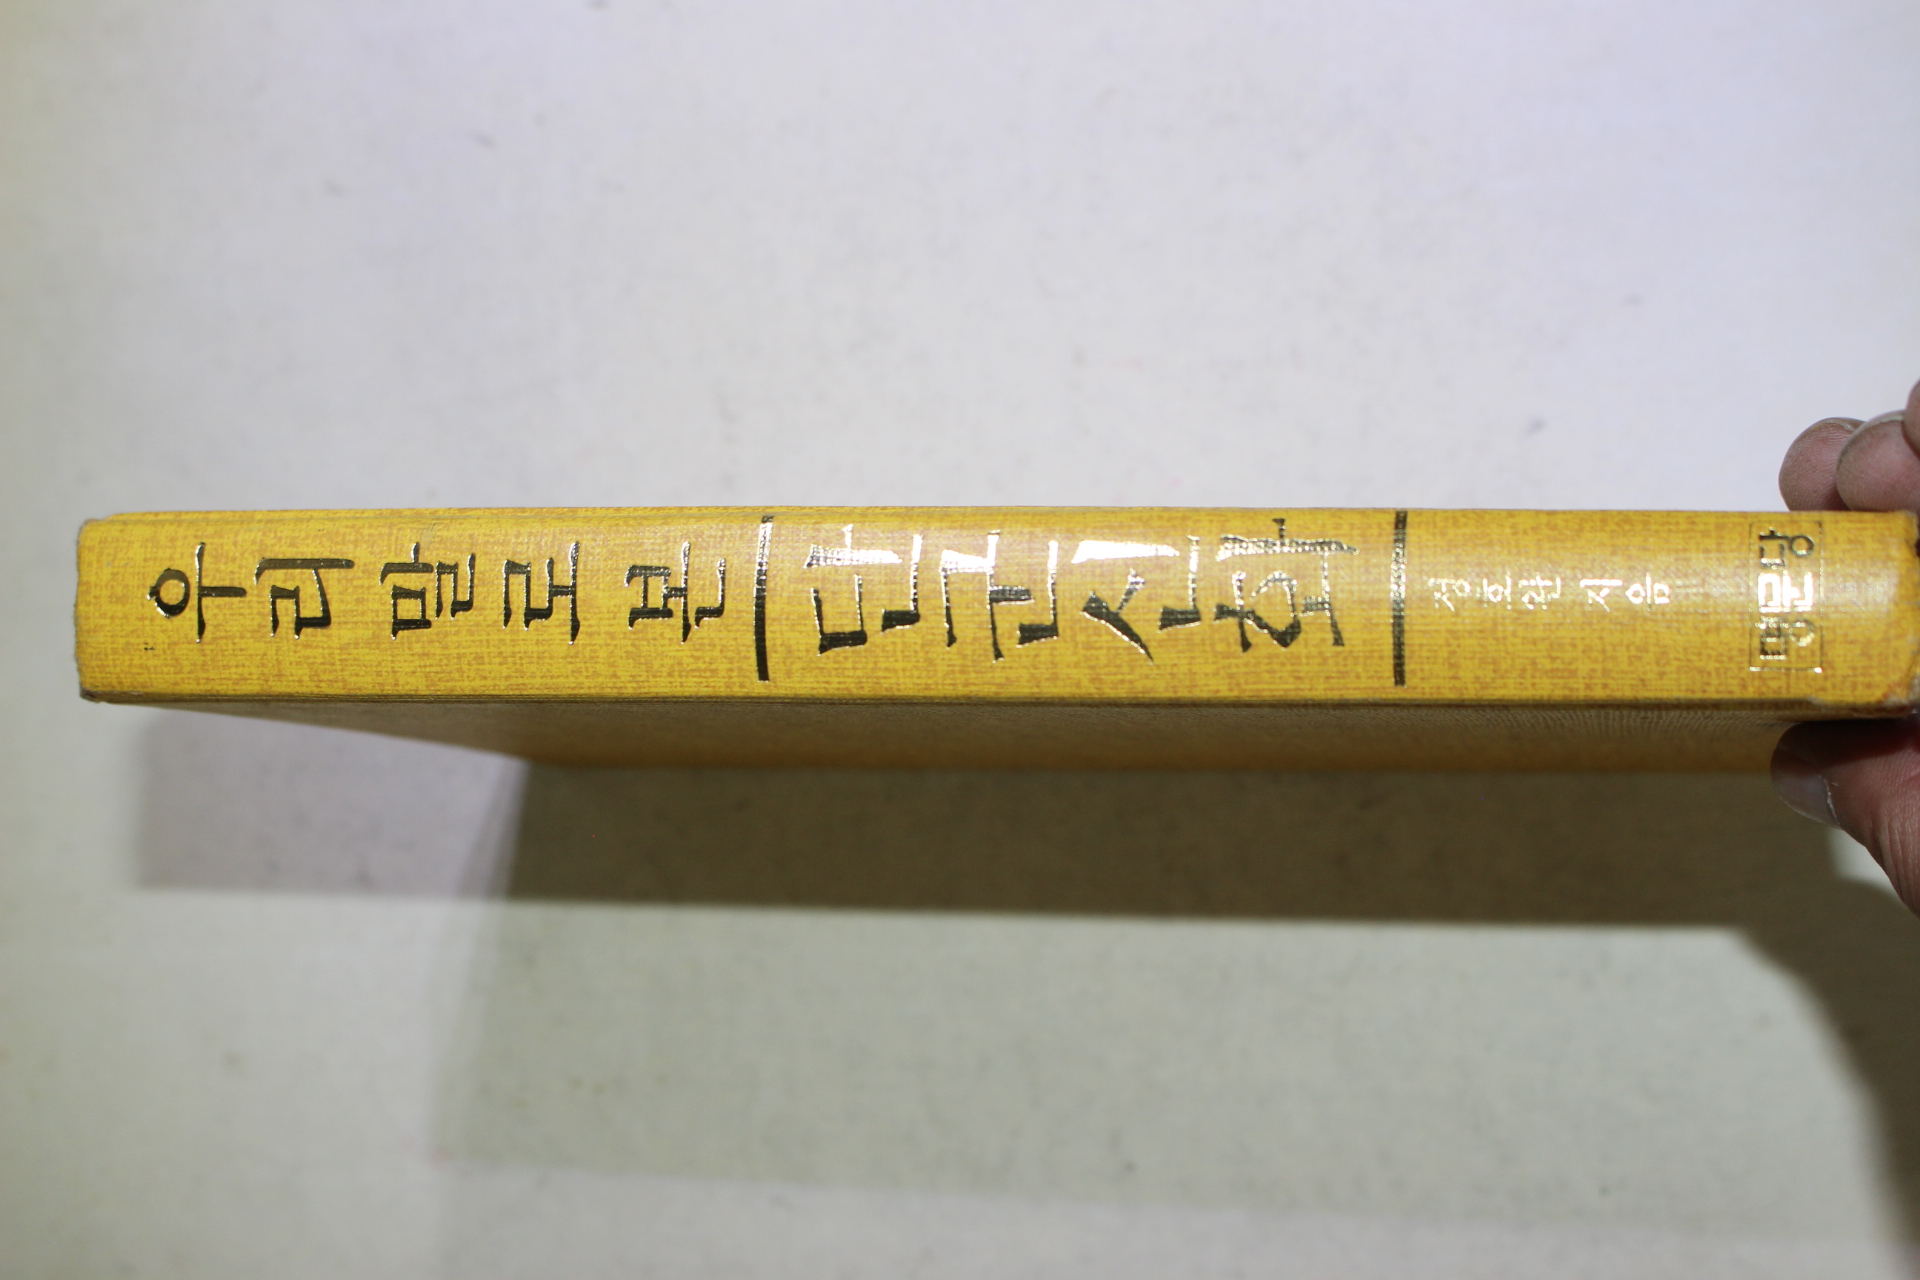 우리말로 본
단군신화
정호완 지음
명문당